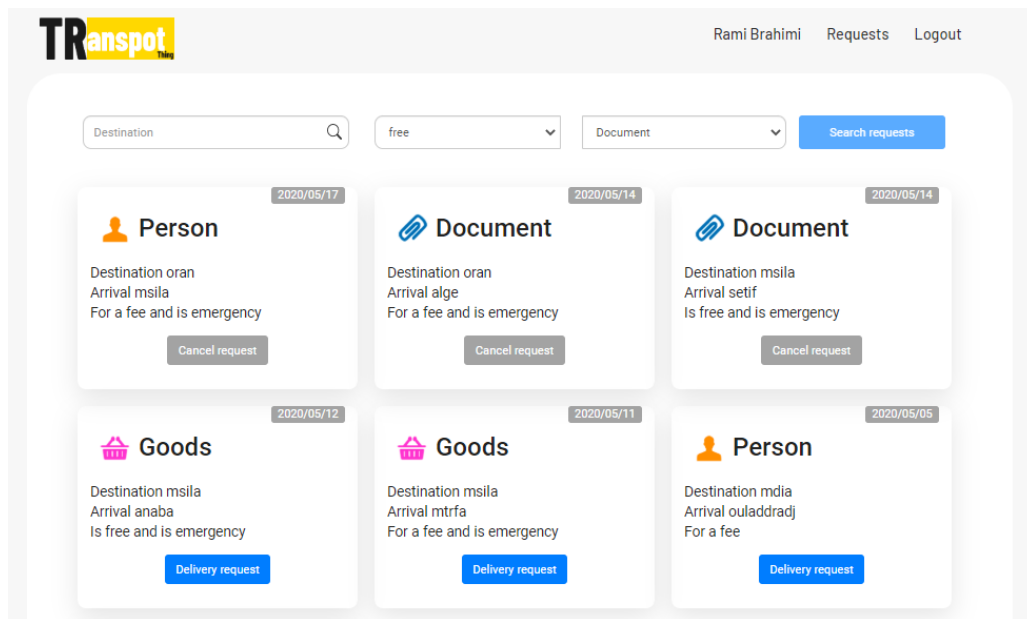 TRanspot
Thing
Rami Brahimi Requests Logout
Destination free Document Search requests
2020/05/17
Person
Destination oran
Arrival msila
For a fee and is emergency
Cancel request
2020/05/14
Document
Destination oran
Arrival alge
For a fee and is emergency
Cancel request
2020/05/14
Document
Destination msila
Arrival setif
Is free and is emergency
Cancel request
2020/05/12
Goods
Destination msila
Arrival anaba
Is free and is emergency
Delivery request
2020/05/11
Goods
Destination msila
Arrival mtrfa
For a fee and is emergency
Delivery request
2020/05/05
Person
Destination mdia
Arrival ouladdradj
For a fee
Delivery request